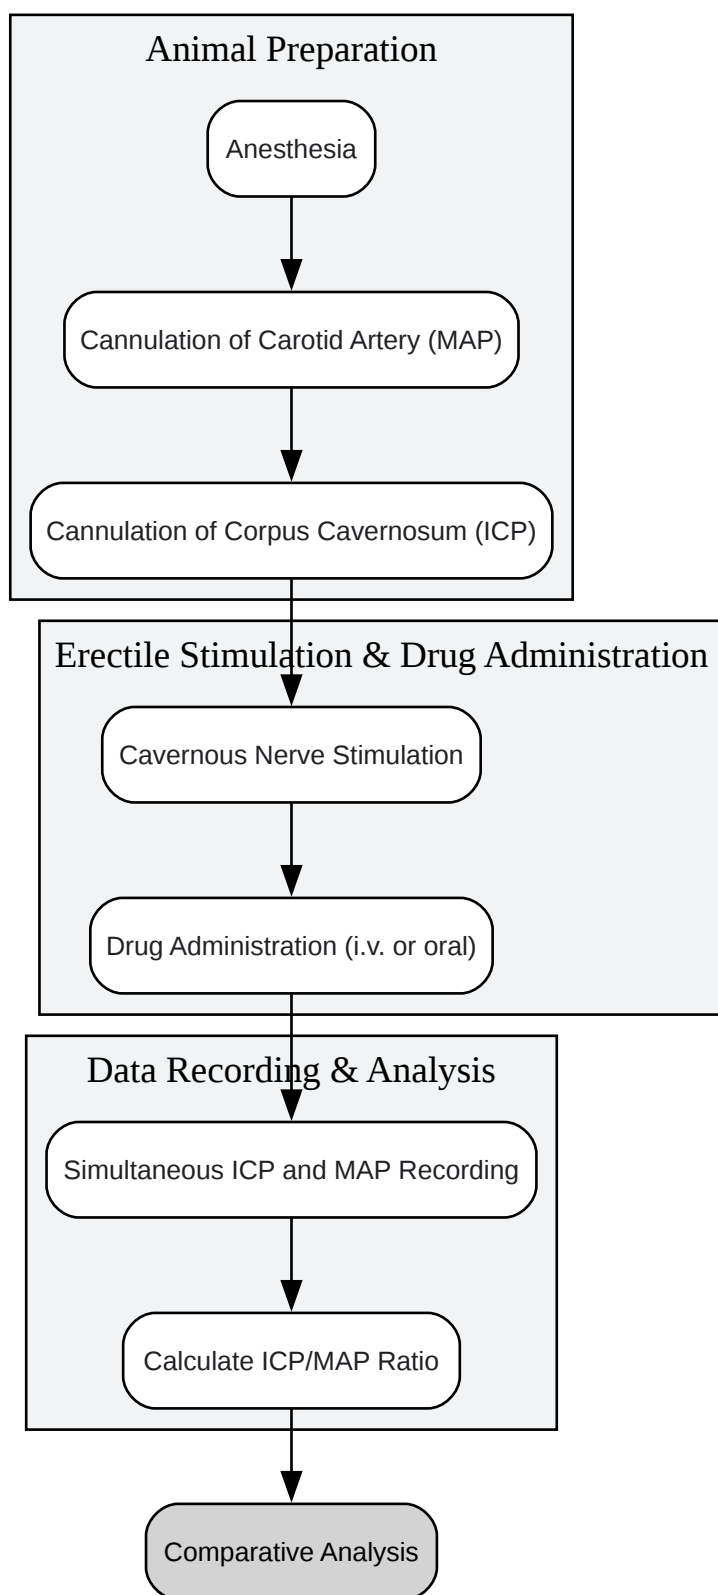 Animal Preparation
Anesthesia
Cannulation of Carotid Artery (MAP)
Cannulation of Corpus Cavernosum (ICP)
Erectile Stimulation & Drug Administration
Cavernous Nerve Stimulation
Drug Administration (i.v. or oral)
Data Recording & Analysis
Simultaneous ICP and MAP Recording
Calculate ICP/MAP Ratio
Comparative Analysis